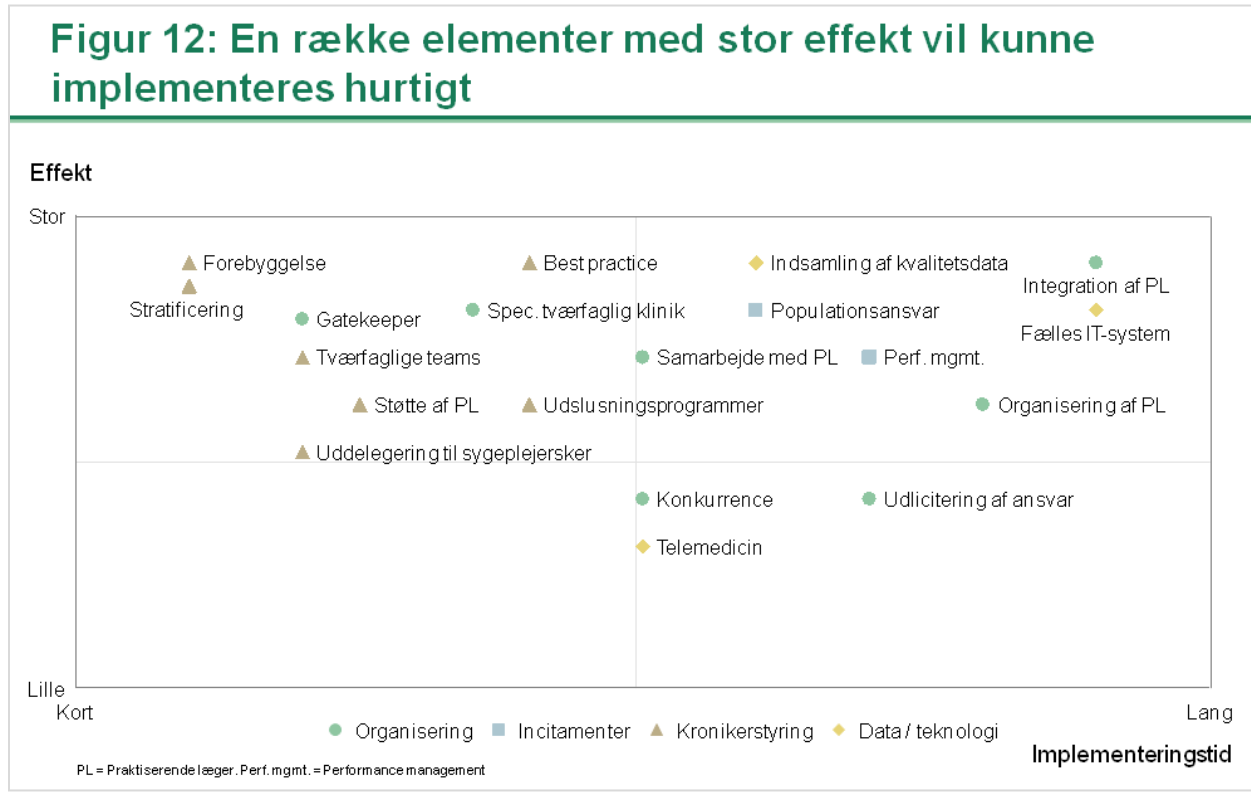 Figur 12: En række elementer med stor effekt vil kunne
implementeres hurtigt
Effekt
Stor
Forebyggelse
Best practice
Indsamling af kvalitetsdata
Stratificering
Integration af PL
Gatekeeper
Spec. tværfaglig klinik
Populationsansvar
Fælles IT-system
Tværfaglige teams
Samarbejde med PL
Perf. mgmt.
Støtte af PL
Udslusningsprogrammer
Organisering af PL
Uddelegering til sygeplejersker
Konkurrence
Udlicitering af ansvar
Telemedicin
Lille
Kort
Lang
Organisering
Incitamenter
Kronikerstyring
Data / teknologi
Implementeringstid
PL = Praktiserende læger. Perf. mgmt. = Performance management